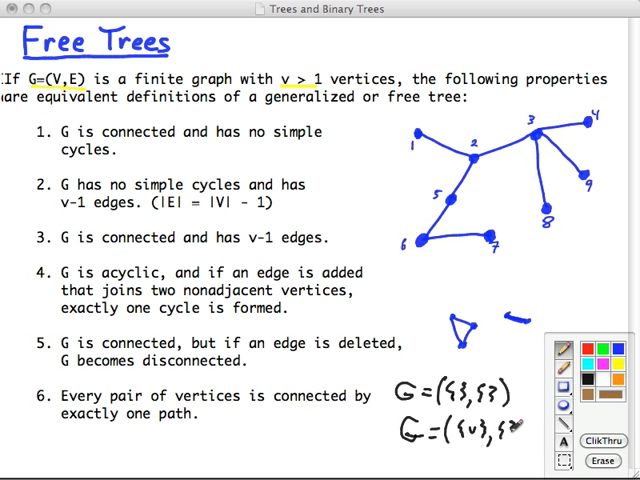 Trees and Binary Trees
Free Trees
If G=(V,E) is a finite graph with v > 1 vertices, the following properties
are equivalent definitions of a generalized or free tree:
1. G is connected and has no simple
cycles.
2. G has no simple cycles and has
v-1 edges. (|E| = |V| - 1)
3. G is connected and has v-1 edges.
4. G is acyclic, and if an edge is added
that joins two nonadjacent vertices,
exactly one cycle is formed.
5. G is connected, but if an edge is deleted,
G becomes disconnected.
6. Every pair of vertices is connected by
exactly one path.
1
2
3
4
5
6
7
8
9
G=({},{})
G=({v},{}
A
ClikThru
Erase